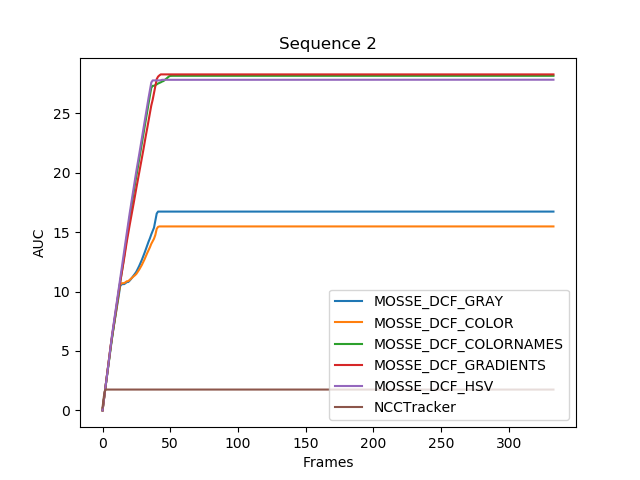 Sequence 2
AUC
25
20
15
10
5
0
0 50 100 150 200 250 300
Frames
MOSSE_DCF_GRAY
MOSSE_DCF_COLOR
MOSSE_DCF_COLORNAMES
MOSSE_DCF_GRADIENTS
MOSSE_DCF_HSV
NCCTracker